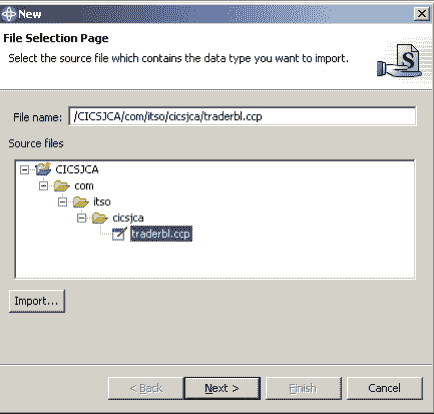 New
File Selection Page
Select the source file which contains the data type you want to import.
S
File name: /CICSJCA/com/itso/cicsjca/traderbl.ccp
Source files
CICSJCA
com
itso
cicsjca
traderbl.ccp
Import...
< Back Next > Finish Cancel